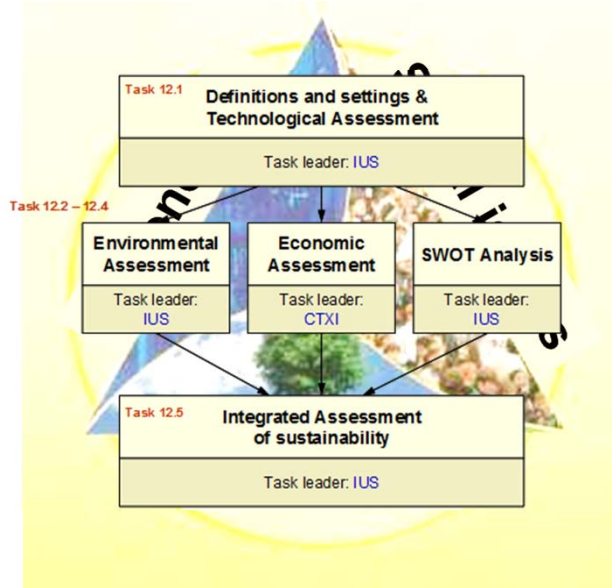 Task 12.1
Definitions and settings &
Technological Assessment
Task leader: IUS
Task 12.2 – 12.4
Environmental
Assessment
Task leader:
IUS
Economic
Assessment
Task leader:
CTXI
SWOT Analysis
Task leader:
IUS
Task 12.5
Integrated Assessment
of sustainability
Task leader: IUS